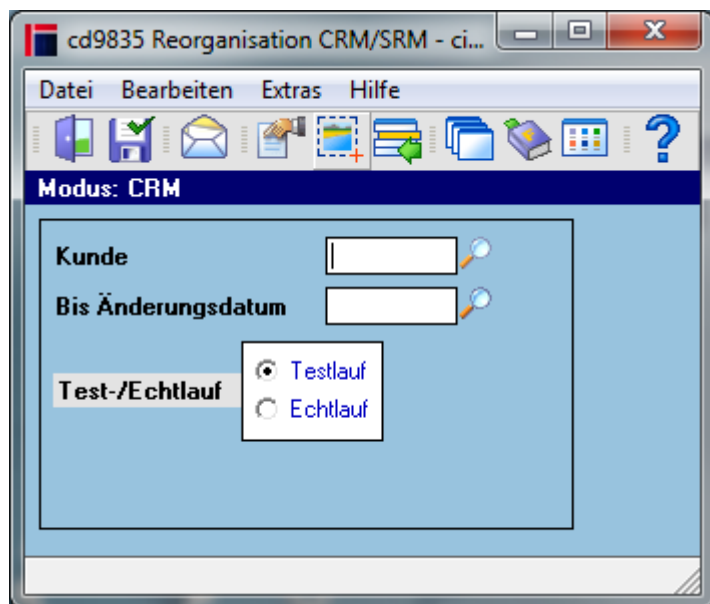 cd9835 Reorganisation CRM/SRM - ci...
Datei Bearbeiten Extras Hilfe
Modus: CRM
Kunde
Bis Änderungsdatum
Test-/Echtlauf
Testlauf
Echtlauf